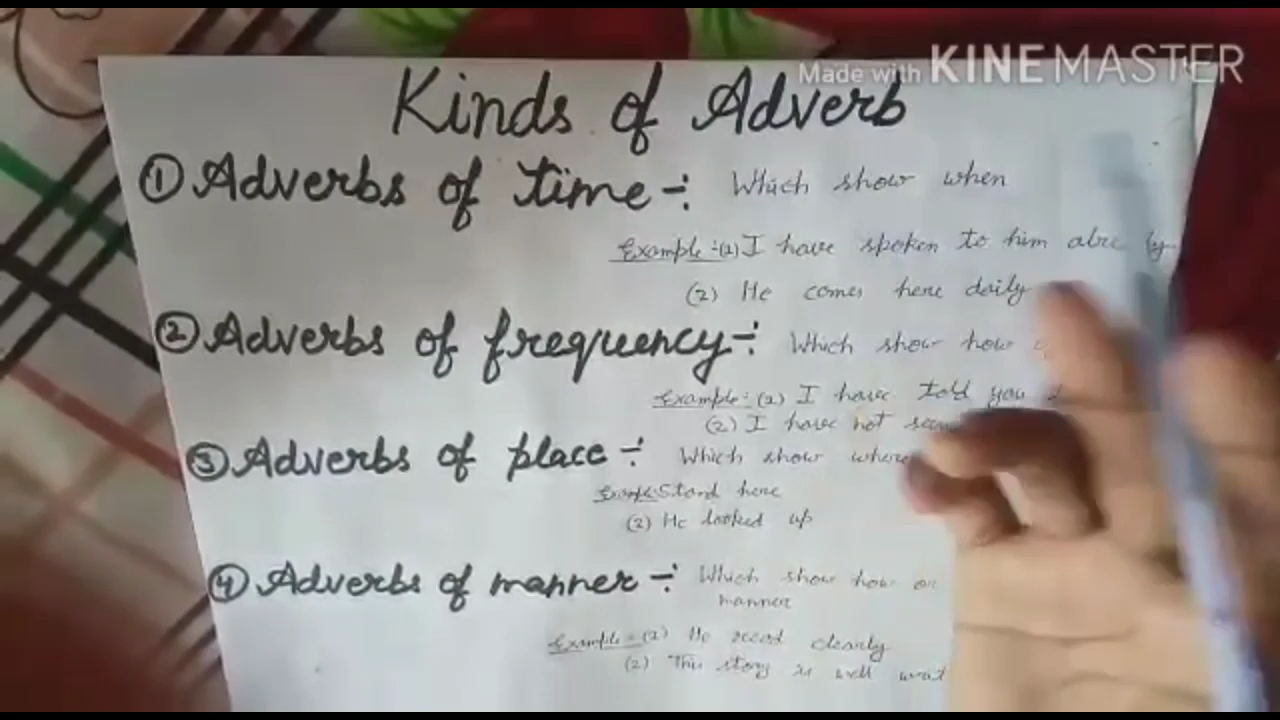 Made with KINEMASTER
Kinds of Adverb
① Adverbs of time -: Which show when
Example :- (1) I have spoken to him
(2) He comes here daily
② Adverbs of frequency -: Which show how
Example :- (1) I have told you
(2) I have not seen
③ Adverbs of place -: Which show where
Example Stand here
(2) He looked up
④ Adverbs of manner -: Which show how or
manner
Example - (1) He read clearly
(2) This story is well